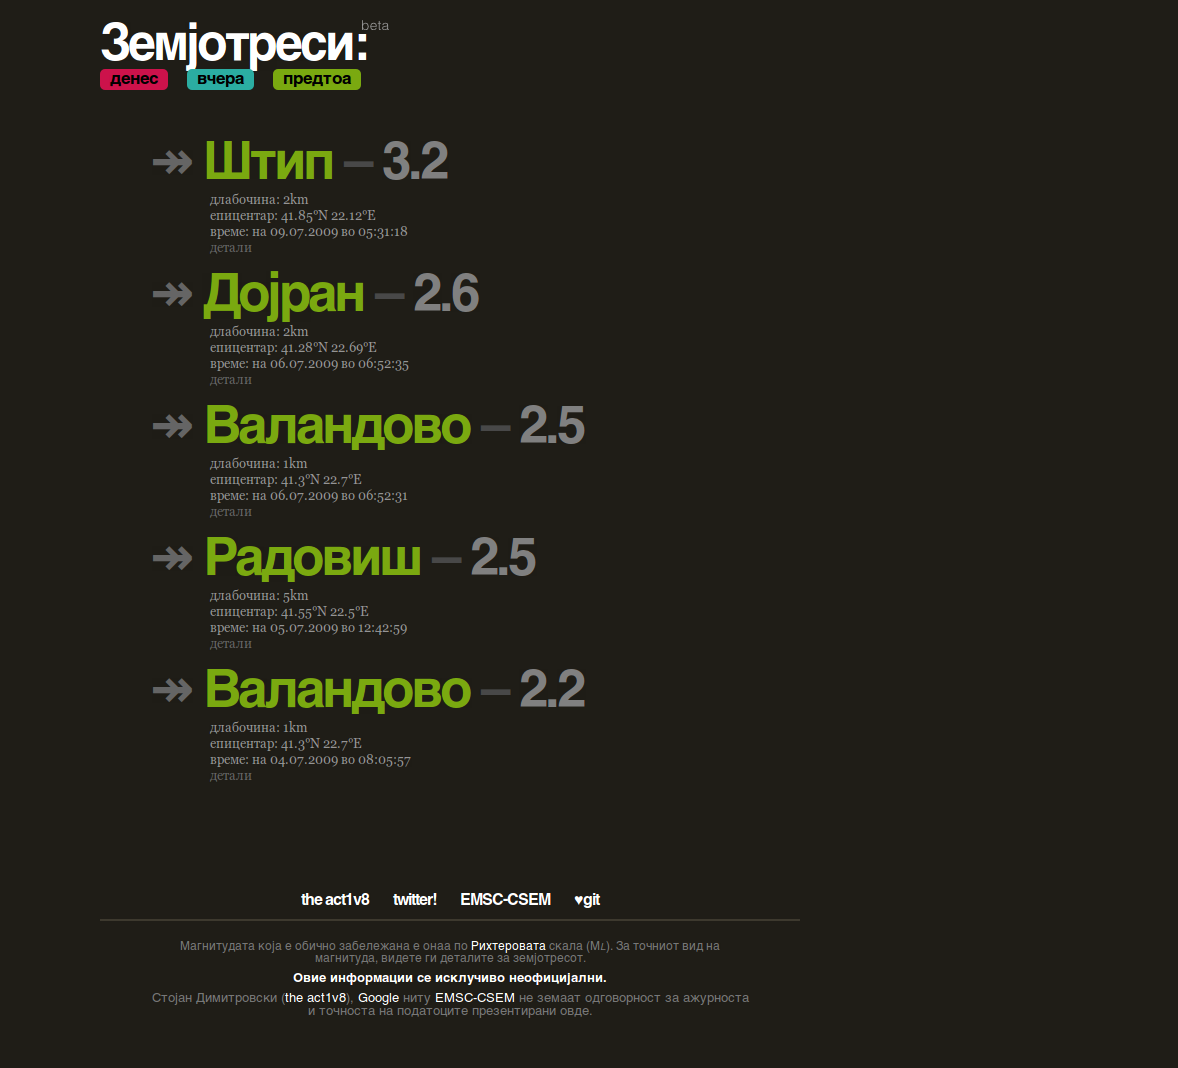 Земјотреси: beta
денес вчера предтоа
↠ Штип – 3.2
длабочина: 2km
епицентар: 41.85°N 22.12°E
време: на 09.07.2009 во 05:31:18
детали
↠ Дојран – 2.6
длабочина: 2km
епицентар: 41.28°N 22.69°E
време: на 06.07.2009 во 06:52:35
детали
↠ Валандово – 2.5
длабочина: 1km
епицентар: 41.3°N 22.7°E
време: на 06.07.2009 во 06:52:31
детали
↠ Радовиш – 2.5
длабочина: 5km
епицентар: 41.55°N 22.5°E
време: на 05.07.2009 во 12:42:59
детали
↠ Валандово – 2.2
длабочина: 1km
епицентар: 41.3°N 22.7°E
време: на 04.07.2009 во 08:05:57
детали
the act1v8 twitter! EMSC-CSEM ♥git
Магнитудата која е обично забележана е онаа по Рихтеровата скала (ML). За точниот вид на
магнитуда, видете ги деталите за земјотресот.
Овие информации се исклучиво неофицијални.
Стојан Димитровски (the act1v8), Google ниту EMSC-CSEM не земаат одговорност за ажурноста
и точноста на податоците презентирани овде.